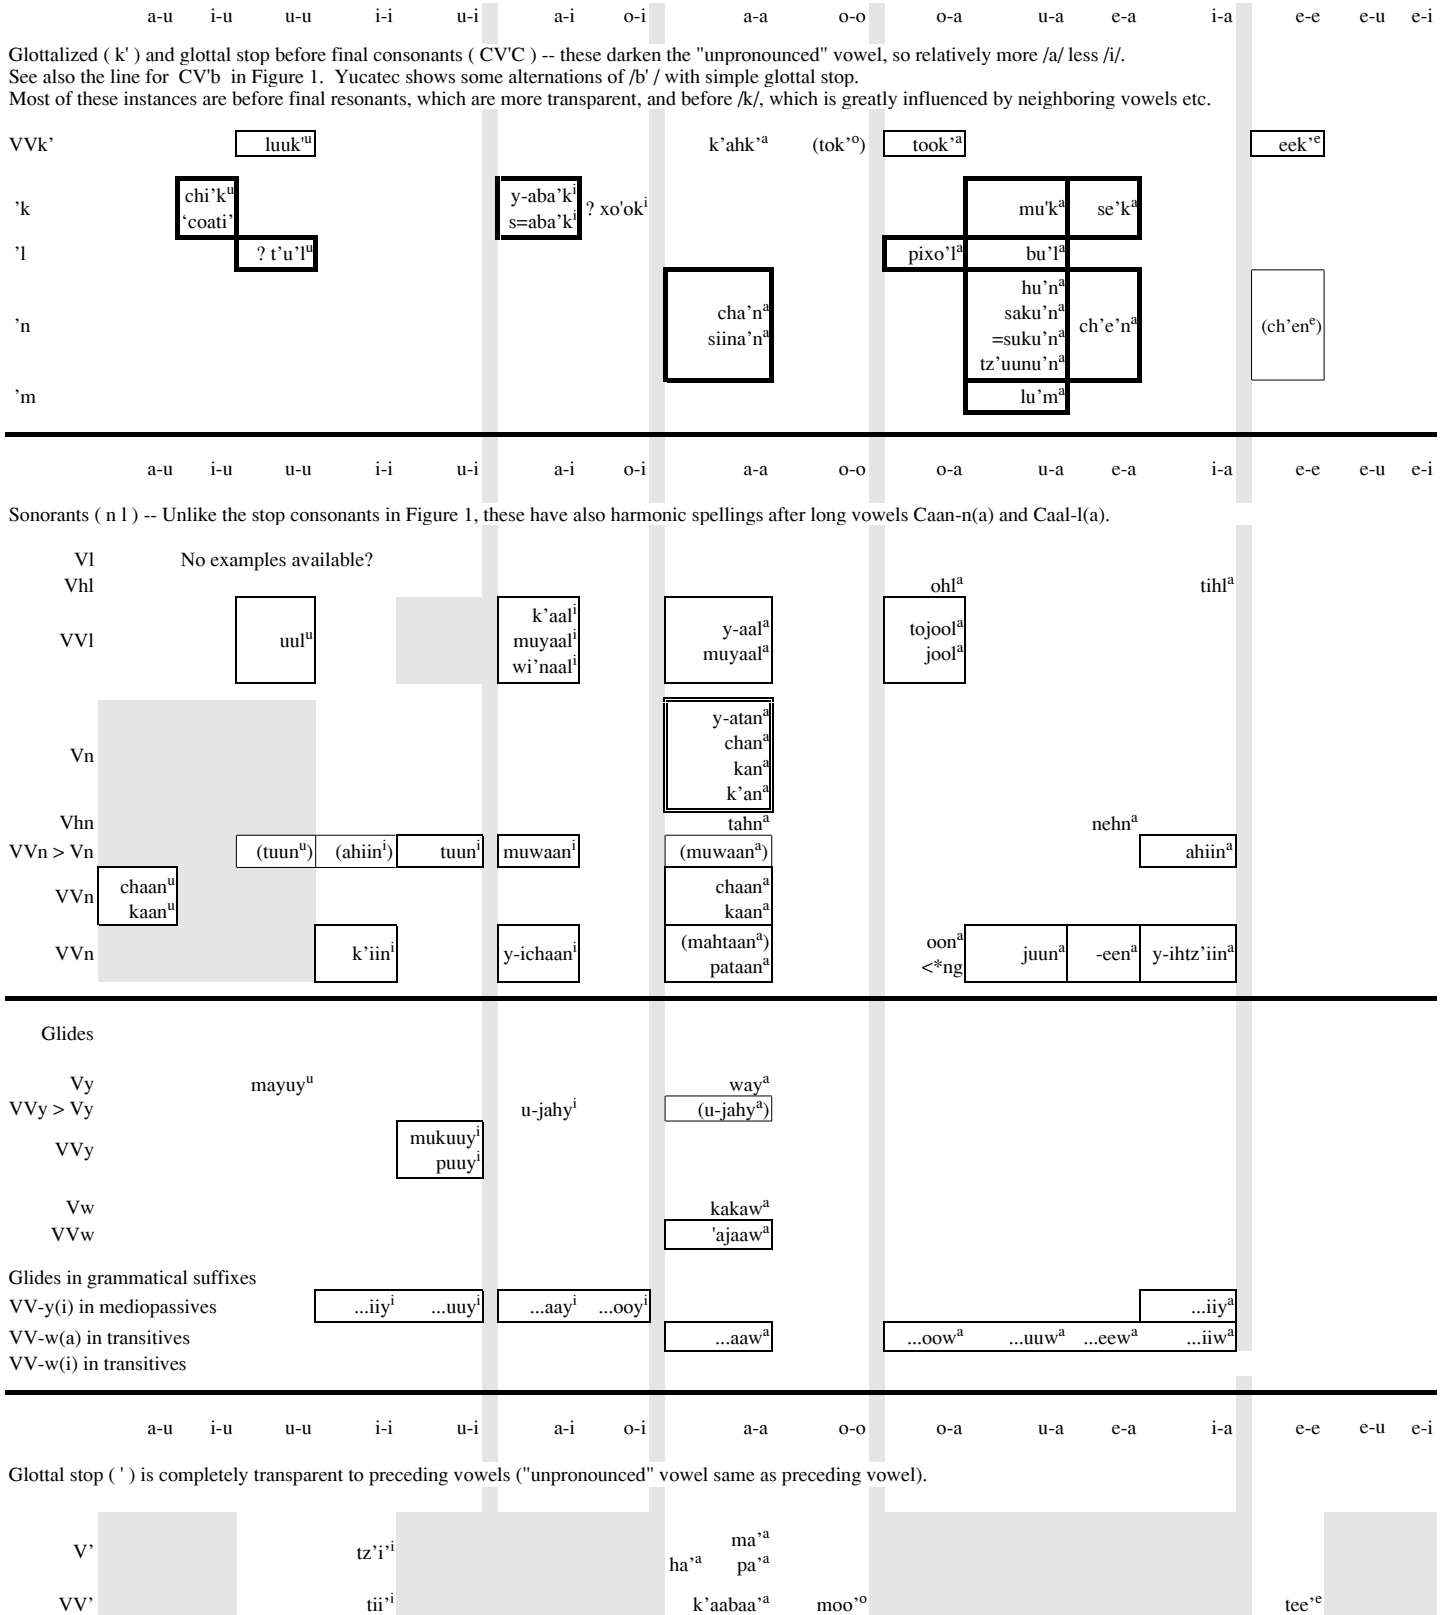 a-u i-u u-u i-i u-i a-i o-i a-a o-o o-a u-a e-a i-a e-e e-u e-i
Glottalized ( k' ) and glottal stop before final consonants ( CV'C ) -- these darken the "unpronounced" vowel, so relatively more /a/ less /i/.
See also the line for CV'b in Figure 1. Yucatec shows some alternations of /b' / with simple glottal stop.
Most of these instances are before final resonants, which are more transparent, and before /k/, which is greatly influenced by neighboring vowels etc.
VVk’ luuk'ᵘ k’ahk’ᵃ (tok’ᵒ) took’ᵃ eek’ᵉ
chi’kᵘ y-aba’kⁱ
’k ? xo'okⁱ mu'kᵃ se’kᵃ
‘coati’ s=aba’kⁱ
’l ? t’u’lᵘ pixo’lᵃ bu’lᵃ
hu’nᵃ
cha’nᵃ saku’nᵃ
’n ch’e’nᵃ (ch’enᵉ)
siina’nᵃ =suku’nᵃ
tz’uunu’nᵃ
’m lu’mᵃ
a-u i-u u-u i-i u-i a-i o-i a-a o-o o-a u-a e-a i-a e-e e-u e-i
Sonorants ( n l ) -- Unlike the stop consonants in Figure 1, these have also harmonic spellings after long vowels Caan-n(a) and Caal-l(a).
Vl No examples available?
Vhl ohlᵃ tihlᵃ
k’aalⁱ y-aalᵃ tojoolᵃ
VVl uulᵘ muyaalⁱ
wi’naalⁱ muyaalᵃ joolᵃ
y-atanᵃ
chanᵃ
Vn
kanᵃ
k’anᵃ
Vhn tahnᵃ nehnᵃ
VVn > Vn (tuunᵘ) (ahiinⁱ) tuunⁱ muwaanⁱ (muwaanᵃ) ahiinᵃ
chaanᵘ chaanᵃ
VVn
kaanᵘ kaanᵃ
(mahtaanᵃ) oonᵃ
VVn k’iinⁱ y-ichaanⁱ juunᵃ -eenᵃ y-ihtz’iinᵃ
pataanᵃ <*ng
Glides
Vy mayuyᵘ wayᵃ
VVy > Vy u-jahyⁱ (u-jahyᵃ)
mukuuyⁱ
VVy
puuyⁱ
Vw kakawᵃ
VVw 'ajaawᵃ
Glides in grammatical suffixes
VV-y(i) in mediopassives ...iiyⁱ ...uuyⁱ ...aayⁱ ...ooyⁱ ...iiyᵃ
VV-w(a) in transitives ...aawᵃ ...oowᵃ ...uuwᵃ ...eewᵃ ...iiwᵃ
VV-w(i) in transitives
a-u i-u u-u i-i u-i a-i o-i a-a o-o o-a u-a e-a i-a e-e e-u e-i
Glottal stop ( ' ) is completely transparent to preceding vowels ("unpronounced" vowel same as preceding vowel).
ma’ᵃ
V’ tz’i’ⁱ
ha’ᵃ pa’ᵃ
VV’ tii’ⁱ k’aabaa’ᵃ moo’ᵒ tee’ᵉ